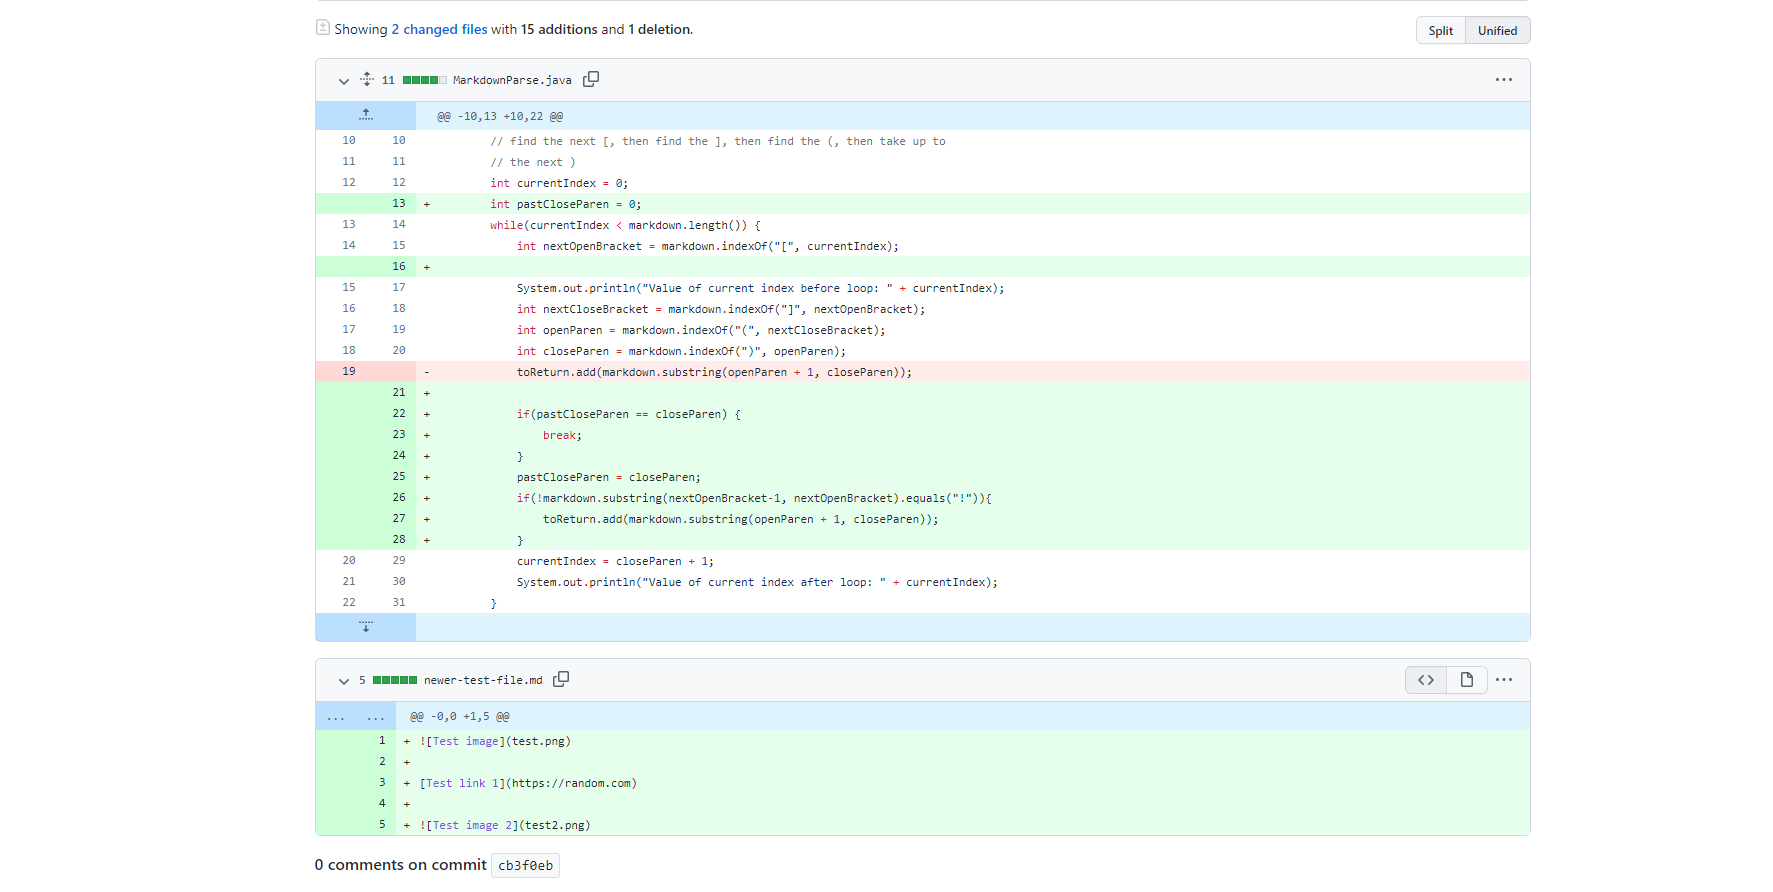 Showing 2 changed files with 15 additions and 1 deletion.
Split Unified
11 MarkdownParse.java ...
@@ -10,13 +10,22 @@
10 10 // find the next [, then find the ], then find the (, then take up to
11 11 // the next )
12 12 int currentIndex = 0;
13 + int pastCloseParen = 0;
13 14 while(currentIndex < markdown.length()) {
14 15 int nextOpenBracket = markdown.indexOf("[", currentIndex);
16 +
15 17 System.out.println("Value of current index before loop: " + currentIndex);
16 18 int nextCloseBracket = markdown.indexOf("]", nextOpenBracket);
17 19 int openParen = markdown.indexOf("(", nextCloseBracket);
18 20 int closeParen = markdown.indexOf(")", openParen);
19 - toReturn.add(markdown.substring(openParen + 1, closeParen));
21 +
22 + if(pastCloseParen == closeParen) {
23 + break;
24 + }
25 + pastCloseParen = closeParen;
26 + if(!markdown.substring(nextOpenBracket-1, nextOpenBracket).equals("!")){
27 + toReturn.add(markdown.substring(openParen + 1, closeParen));
28 + }
20 29 currentIndex = closeParen + 1;
21 30 System.out.println("Value of current index after loop: " + currentIndex);
22 31 }
5 newer-test-file.md <> ...
... ... @@ -0,0 +1,5 @@
1 + ![Test image](test.png)
2 +
3 + [Test link 1](https://random.com)
4 +
5 + ![Test image 2](test2.png)
0 comments on commit cb3f0eb